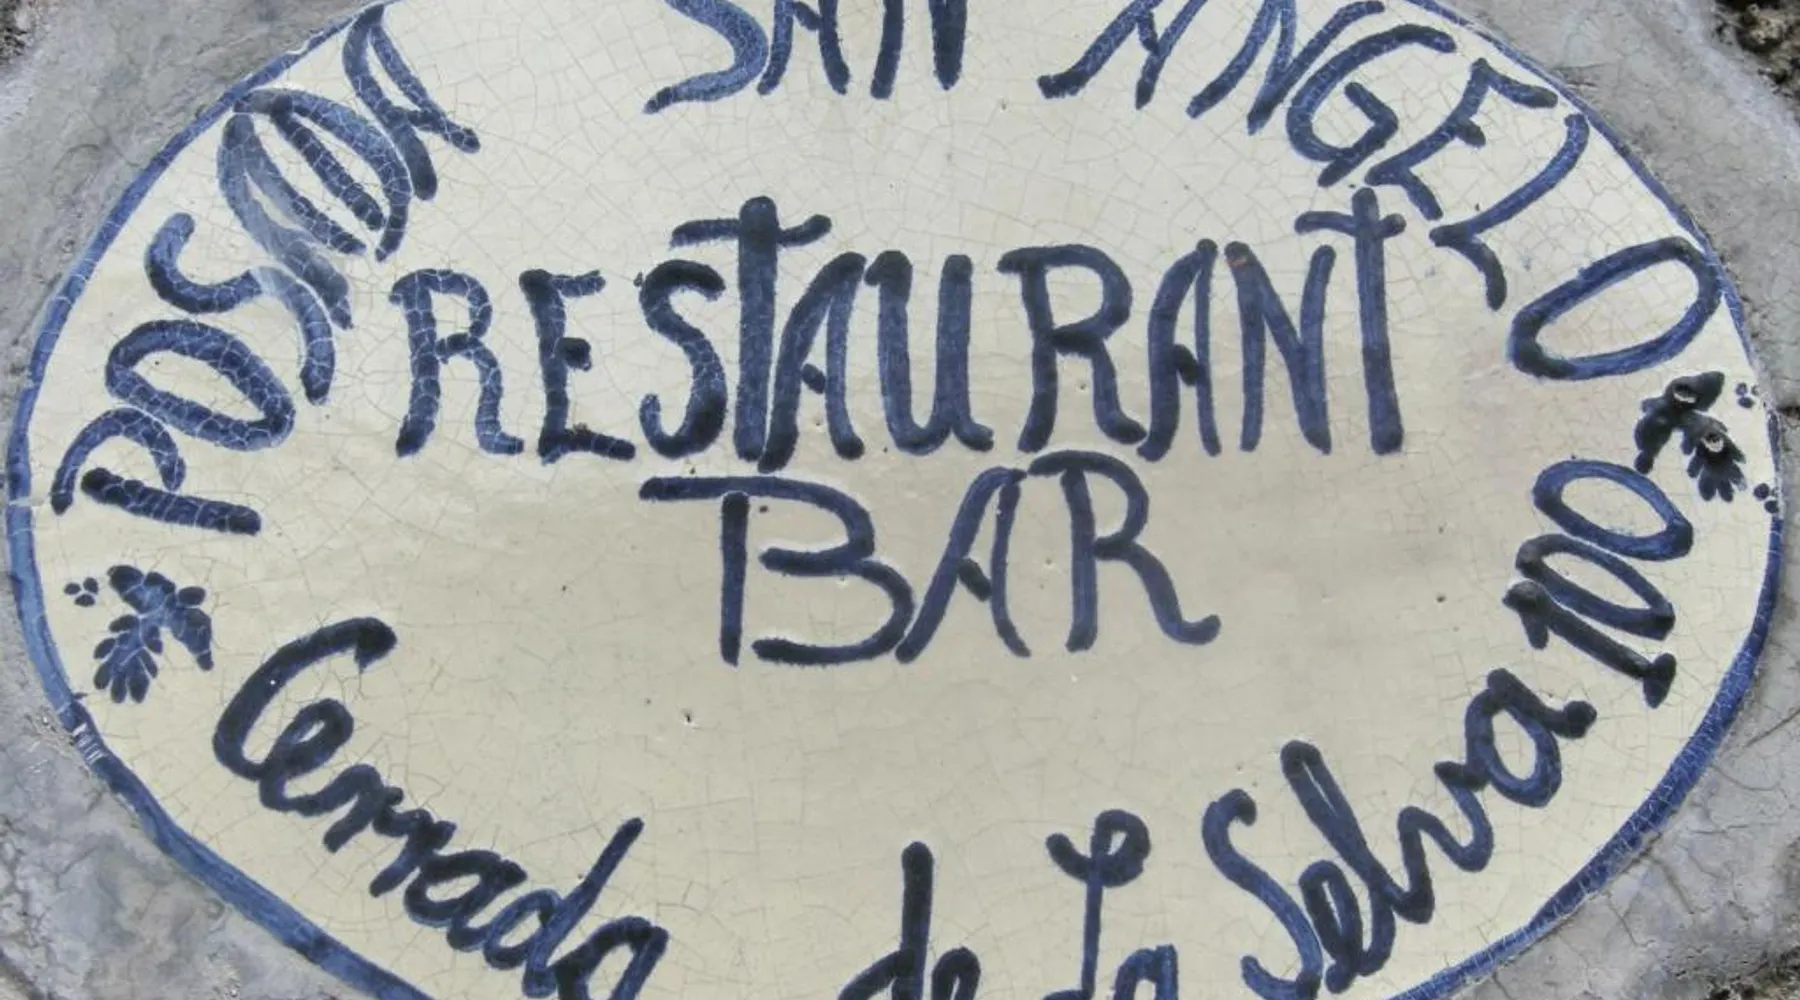 POSADA SAN ANGELO
RESTAURANT
BAR
Cerrada de La Selva 100